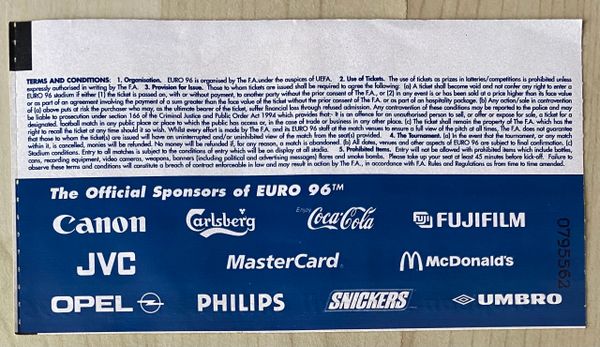 TERMS AND CONDITIONS: 1. Organisation. EURO 96 is organised by The F.A. under the auspices of UEFA. 2. Use of Tickets. The use of tickets as prizes in lotteries/competitions is prohibited unless
expressly authorised in writing by The F.A. 3. Provision for Issue. Those to whom tickets are issued shall be required to agree the following: (a) A ticket shall become void and not confer any right to enter a
EURO 96 stadium if either (1) the ticket is passed on, with or without payment, to another party without the prior consent of The F.A., or (2) in any event is or has been sold at a price higher than its face value
or as part of an agreement involving the payment of a sum greater than the face value of the ticket without the prior consent of The F.A. or as part of an hospitality package. (b) Any action/sale in contravention
of (a) above puts at risk the purchaser who may, as the ultimate bearer of the ticket, suffer financial loss through refused admission. Any contravention of these conditions may be reported to the police and may
be liable to prosecution under section 166 of the Criminal Justice and Public Order Act 1994 which provides that:- it is an offence for an unauthorised person to sell, or offer or expose for sale, a ticket for a
designated, football match in any public place or place to which the public has access or, in the case of trade or business in any other place. (c) The ticket shall remain the property of The F.A. which has the
right to recall the ticket at any time should it so wish. Whilst every effort is made by The F.A. and its EURO 96 staff at the match venues to ensure a full view of the pitch at all times, The F.A. does not guarantee
that those to whom the ticket(s) are issued will have an uninterrupted and/or uninhibited view of the match from the seat(s) provided. 4. The Tournament. (a) In the event that the tournament, or any match
within it, is cancelled, monies will be refunded. No money will be refunded if, for any reason, a match is abandoned. (b) All dates, venues and other aspects of EURO 96 are subject to final confirmation. (c)
Stadium conditions. Entry to all matches is subject to the conditions of entry which will be on display at all stadia. 5. Prohibited Items. Entry will not be allowed with prohibited items which include bottles,
cans, recording equipment, video cameras, weapons, banners (including political and advertising messages) flares and smoke bombs. Please take up your seat at least 45 minutes before kick-off. Failure to
observe these terms and conditions will constitute a breach of contract enforceable in law and may result in action by The F.A., in accordance with F.A. Rules and Regulations as from time to time amended.
The Official Sponsors of EURO 96™
Canon Carlsberg Enjoy Coca-Cola FUJI FUJIFILM
JVC MasterCard McDonald's
OPEL PHILIPS SNICKERS UMBRO
0795562